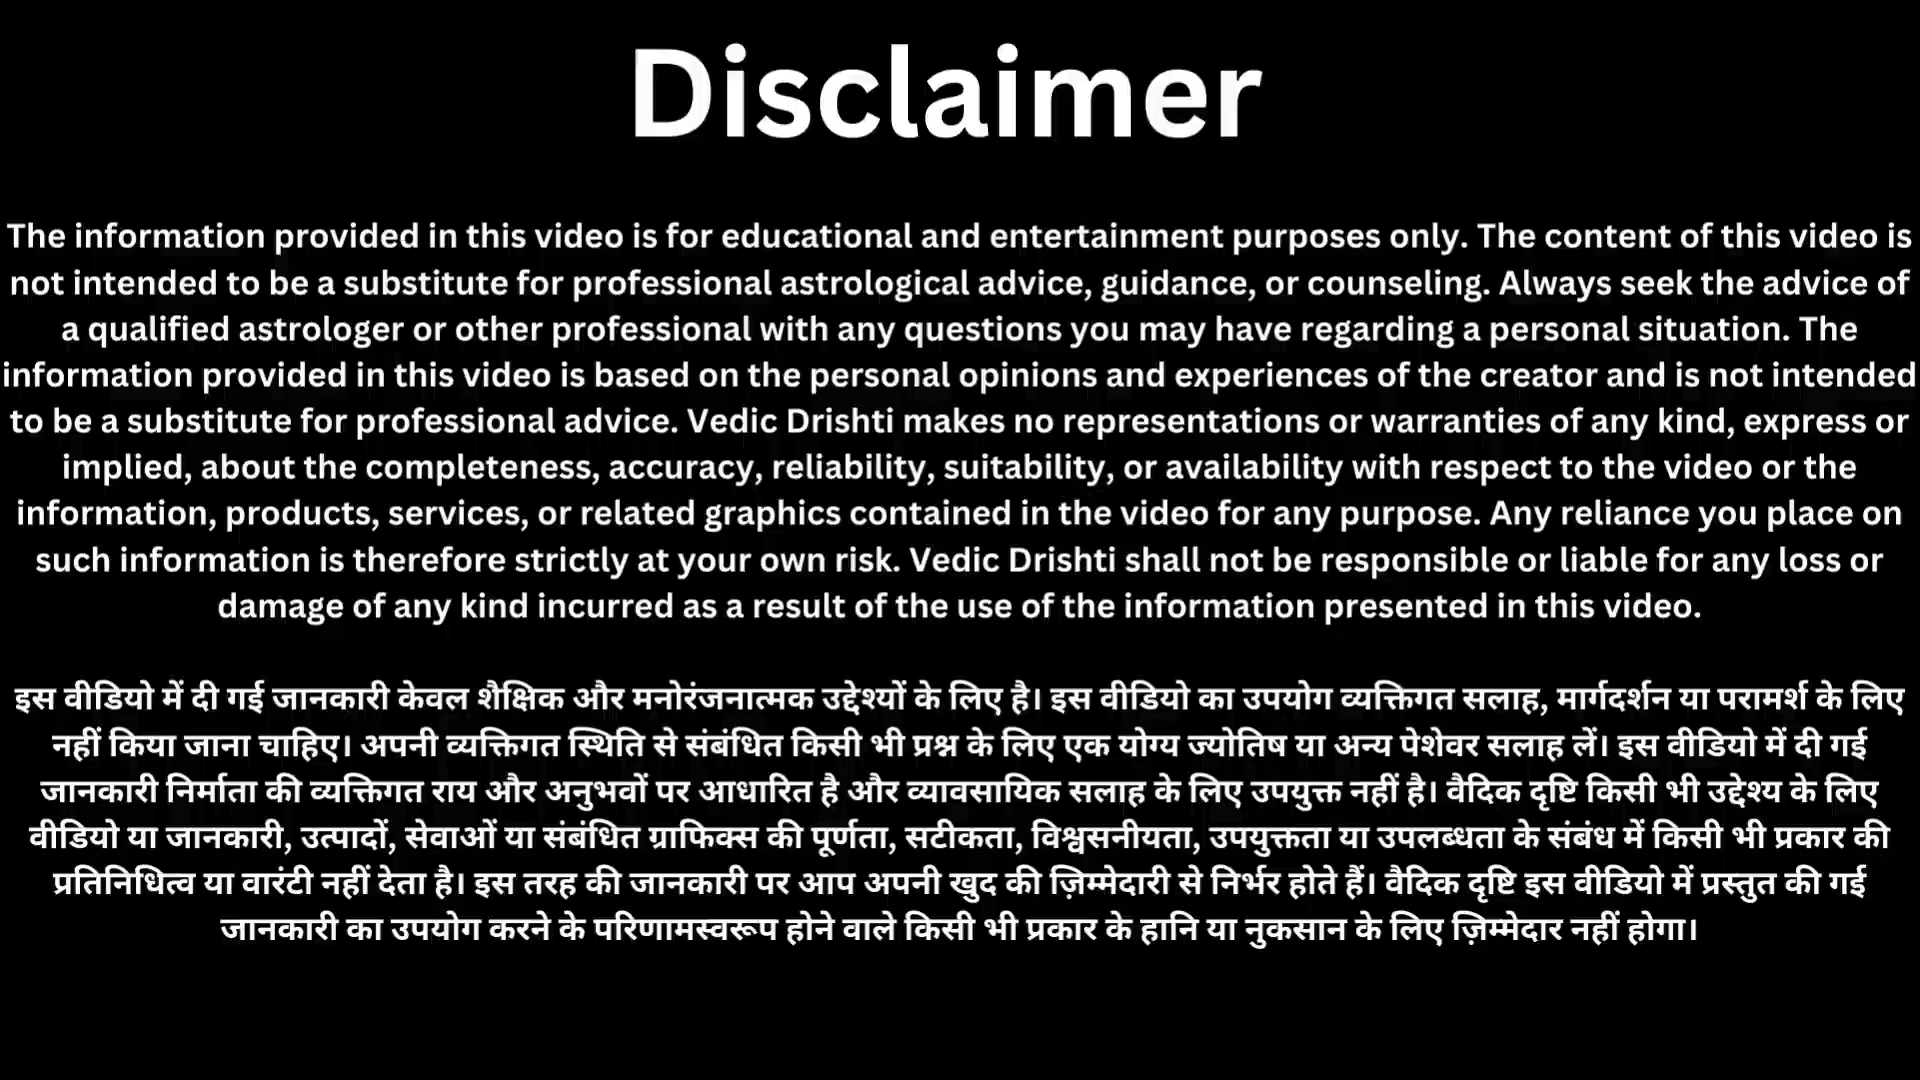 Disclaimer
The information provided in this video is for educational and entertainment purposes only. The content of this video is
not intended to be a substitute for professional astrological advice, guidance, or counseling. Always seek the advice of
a qualified astrologer or other professional with any questions you may have regarding a personal situation. The
information provided in this video is based on the personal opinions and experiences of the creator and is not intended
to be a substitute for professional advice. Vedic Drishti makes no representations or warranties of any kind, express or
implied, about the completeness, accuracy, reliability, suitability, or availability with respect to the video or the
information, products, services, or related graphics contained in the video for any purpose. Any reliance you place on
such information is therefore strictly at your own risk. Vedic Drishti shall not be responsible or liable for any loss or
damage of any kind incurred as a result of the use of the information presented in this video.
इस वीडियो में दी गई जानकारी केवल शैक्षिक और मनोरंजनात्मक उद्देश्यों के लिए है। इस वीडियो का उपयोग व्यक्तिगत सलाह, मार्गदर्शन या परामर्श के लिए
नहीं किया जाना चाहिए। अपनी व्यक्तिगत स्थिति से संबंधित किसी भी प्रश्न के लिए एक योग्य ज्योतिष या अन्य पेशेवर सलाह लें। इस वीडियो में दी गई
जानकारी निर्माता की व्यक्तिगत राय और अनुभवों पर आधारित है और व्यावसायिक सलाह के लिए उपयुक्त नहीं है। वैदिक दृष्टि किसी भी उद्देश्य के लिए
वीडियो या जानकारी, उत्पादों, सेवाओं या संबंधित ग्राफिक्स की पूर्णता, सटीकता, विश्वसनीयता, उपयुक्तता या उपलब्धता के संबंध में किसी भी प्रकार की
प्रतिनिधित्व या वारंटी नहीं देता है। इस तरह की जानकारी पर आप अपनी खुद की ज़िम्मेदारी से निर्भर होते हैं। वैदिक दृष्टि इस वीडियो में प्रस्तुत की गई
जानकारी का उपयोग करने के परिणामस्वरूप होने वाले किसी भी प्रकार के हानि या नुकसान के लिए ज़िम्मेदार नहीं होगा।